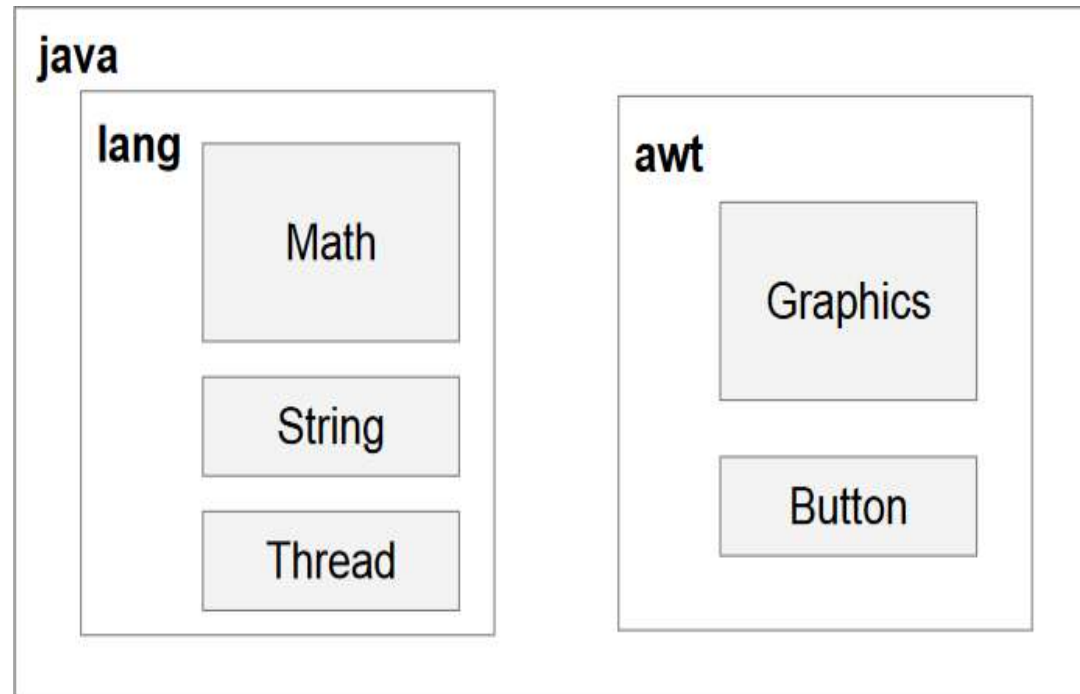 java
lang
Math
String
Thread
awt
Graphics
Button